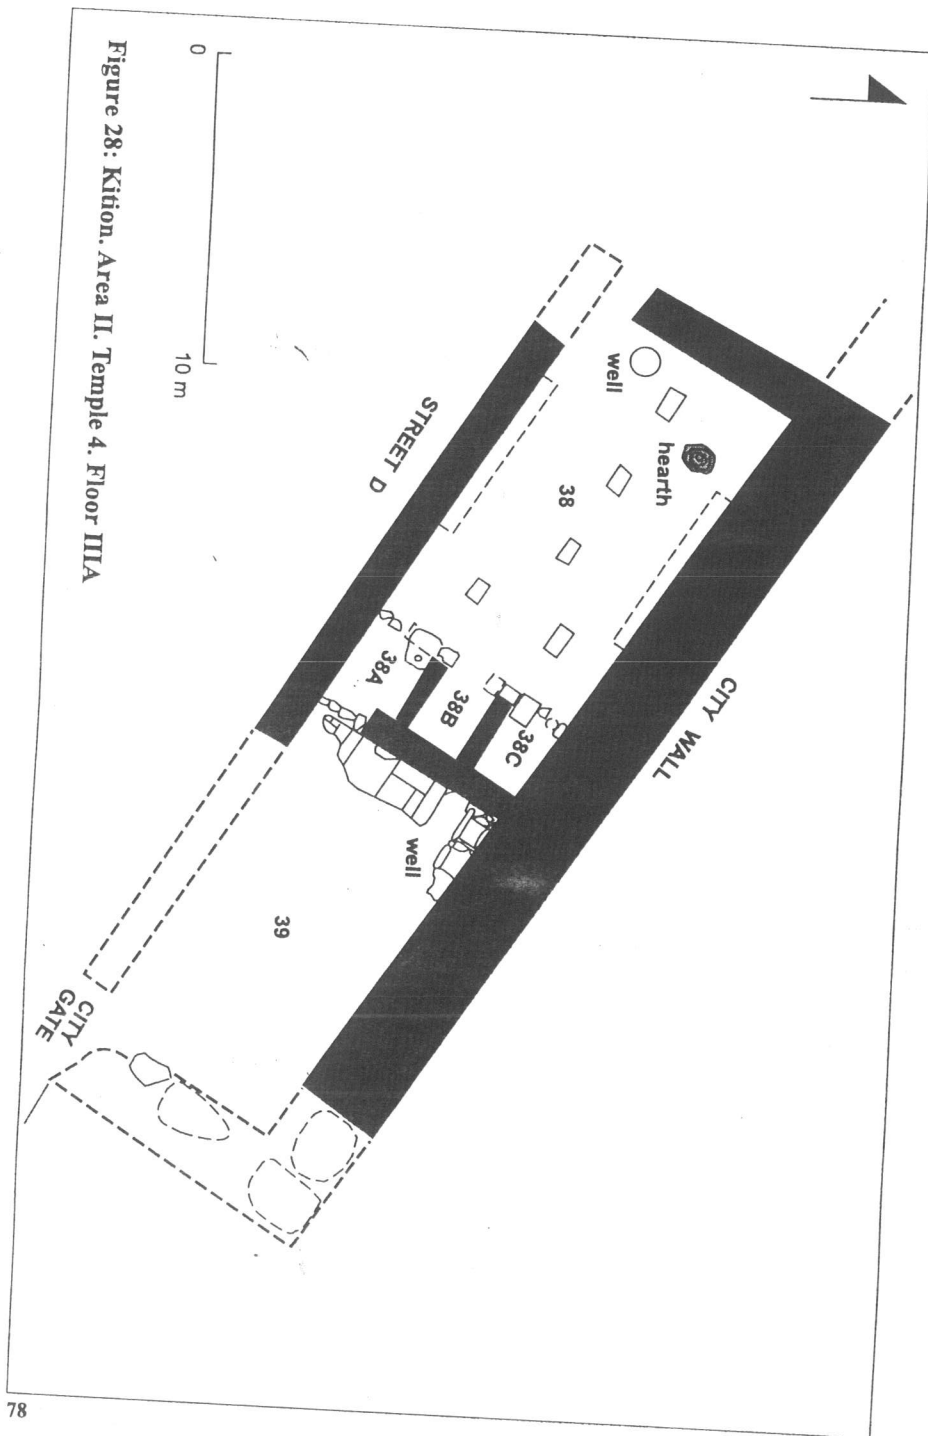 CITY WALL
well
hearth
38
38A
38B
38C
STREET D
well
39
CITY
GATE
0
10 m
Figure 28: Kition. Area II. Temple 4. Floor IIIA
78